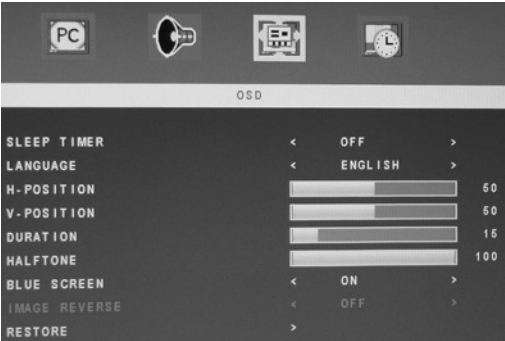 PC
OSD
SLEEP TIMER < OFF >
LANGUAGE < ENGLISH >
H-POSITION 50
V-POSITION 50
DURATION 15
HALFTONE 100
BLUE SCREEN < ON >
IMAGE REVERSE < OFF >
RESTORE >